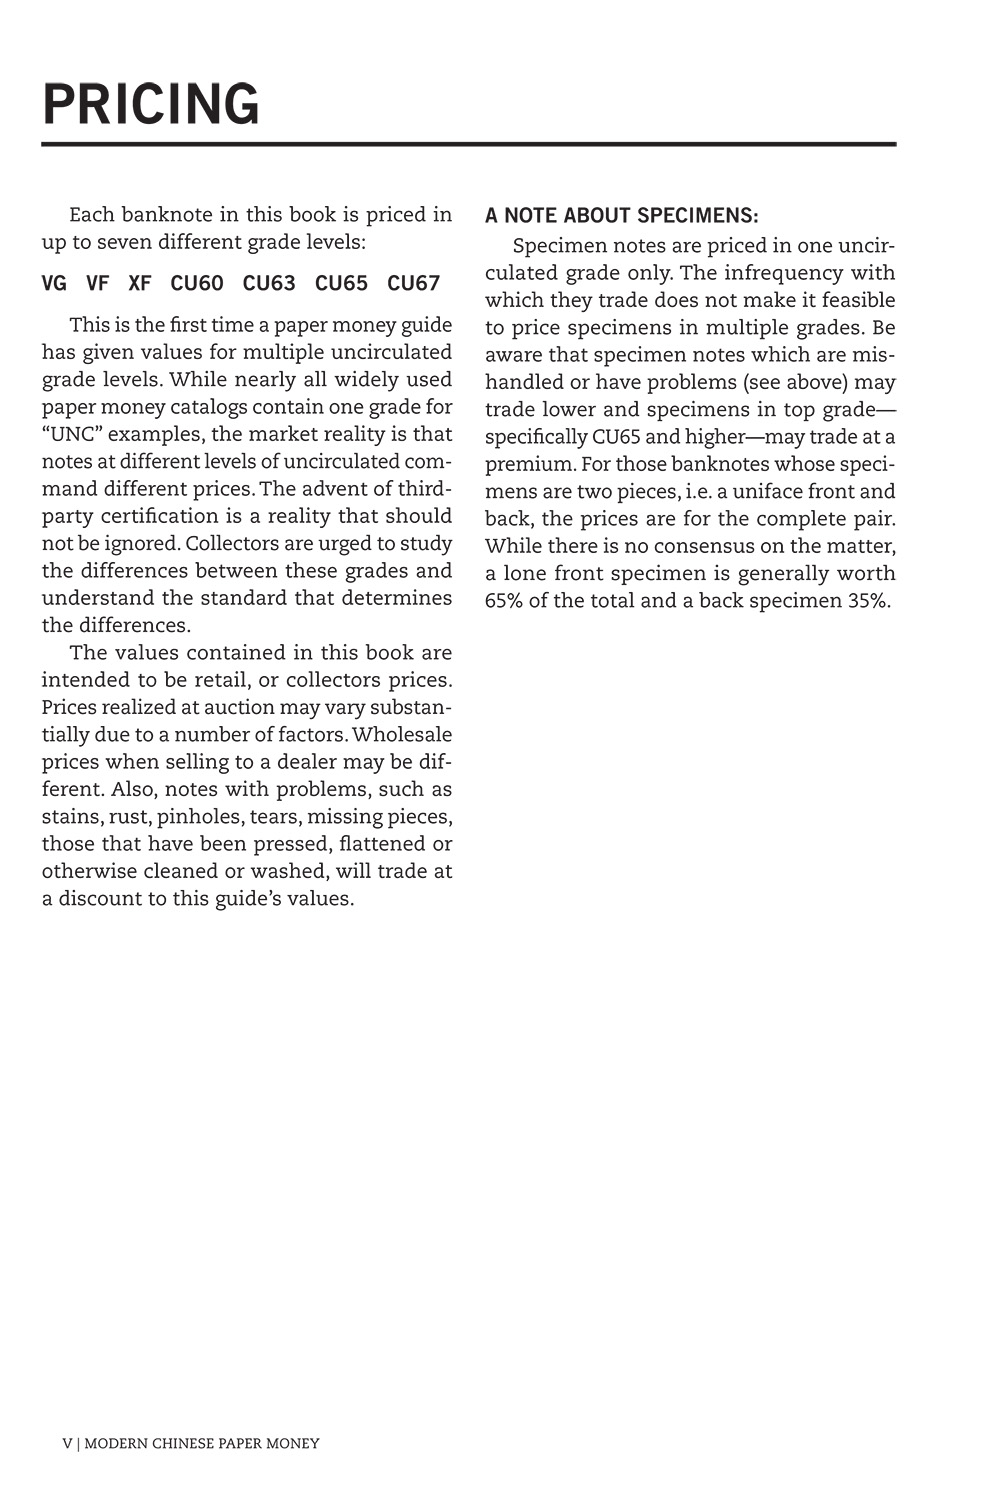 PRICING
Each banknote in this book is priced in
up to seven different grade levels:
VG VF XF CU60 CU63 CU65 CU67
This is the first time a paper money guide
has given values for multiple uncirculated
grade levels. While nearly all widely used
paper money catalogs contain one grade for
“UNC” examples, the market reality is that
notes at different levels of uncirculated com-
mand different prices. The advent of third-
party certification is a reality that should
not be ignored. Collectors are urged to study
the differences between these grades and
understand the standard that determines
the differences.
The values contained in this book are
intended to be retail, or collectors prices.
Prices realized at auction may vary substan-
tially due to a number of factors. Wholesale
prices when selling to a dealer may be dif-
ferent. Also, notes with problems, such as
stains, rust, pinholes, tears, missing pieces,
those that have been pressed, flattened or
otherwise cleaned or washed, will trade at
a discount to this guide’s values.
A NOTE ABOUT SPECIMENS:
Specimen notes are priced in one uncir-
culated grade only. The infrequency with
which they trade does not make it feasible
to price specimens in multiple grades. Be
aware that specimen notes which are mis-
handled or have problems (see above) may
trade lower and specimens in top grade—
specifically CU65 and higher—may trade at a
premium. For those banknotes whose speci-
mens are two pieces, i.e. a uniface front and
back, the prices are for the complete pair.
While there is no consensus on the matter,
a lone front specimen is generally worth
65% of the total and a back specimen 35%.
V | MODERN CHINESE PAPER MONEY